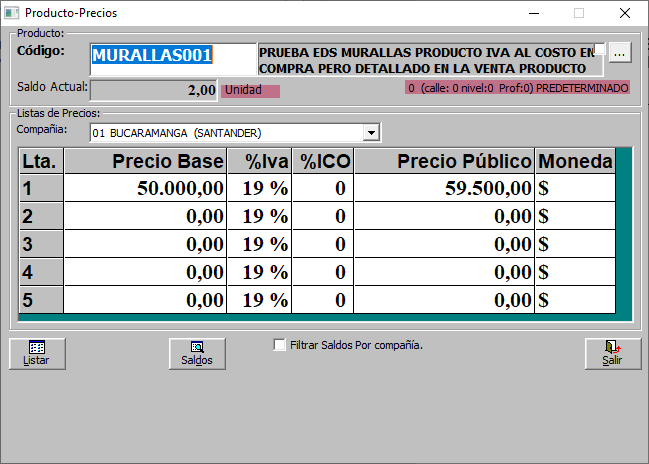 Producto-Precios
Producto:
Código: MURALLAS001 PRUEBA EDS MURALLAS PRODUCTO IVA AL COSTO EN ...
COMPRA PERO DETALLADO EN LA VENTA PRODUCTO
Saldo Actual: 2,00 Unidad 0 (calle: 0 nivel:0 Prof:0) PREDETERMINADO
Listas de Precios:
Compañia: 01 BUCARAMANGA (SANTANDER)
Lta. Precio Base %Iva %ICO Precio Público Moneda
1 50.000,00 19 % 0 59.500,00 $
2 0,00 19 % 0 0,00 $
3 0,00 19 % 0 0,00 $
4 0,00 19 % 0 0,00 $
5 0,00 19 % 0 0,00 $
Listar Saldos Filtrar Saldos Por compañía. Salir